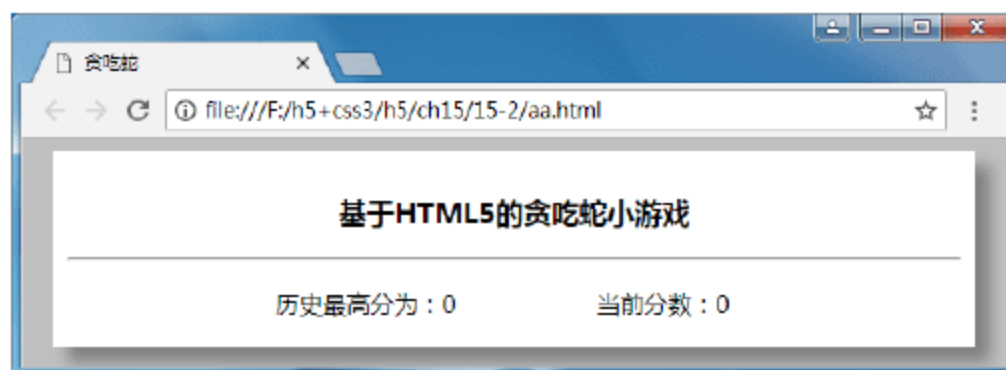 贪吃蛇
file:///F:/h5+css3/h5/ch15/15-2/aa.html
基于HTML5的贪吃蛇小游戏
历史最高分为：0 当前分数：0